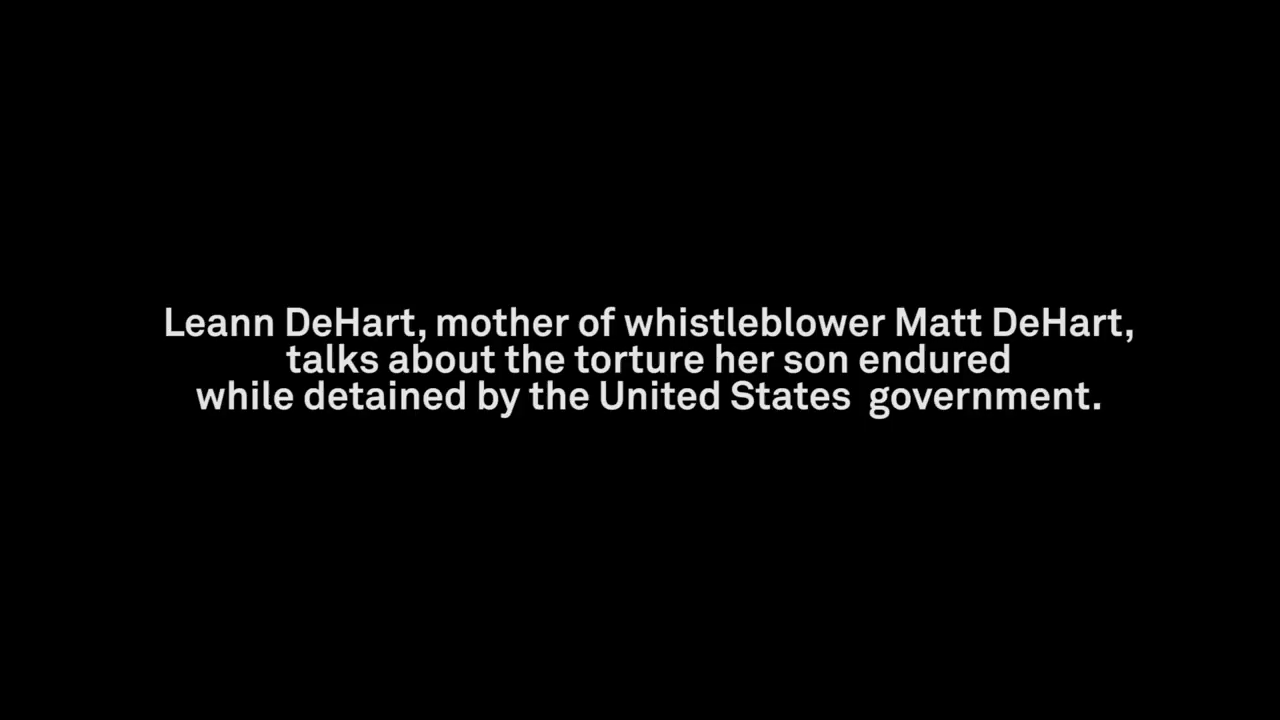 Leann DeHart, mother of whistleblower Matt DeHart,
talks about the torture her son endured
while detained by the United States  government.